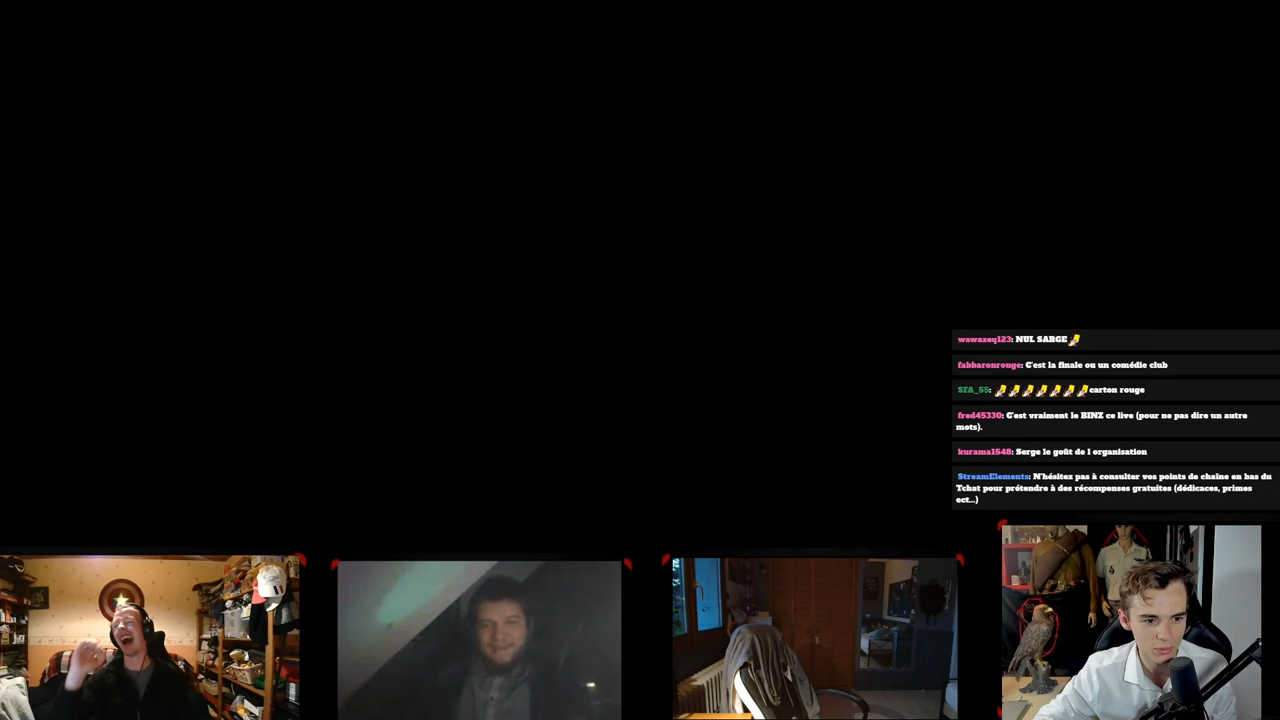 wawazeq123: NUL SARGE
fabbaronrouge: C'est la finale ou un comédie club
SFA_55: carton rouge
fred45330: C'est vraiment le BINZ ce live (pour ne pas dire un autre
mots).
kurama1548: Serge le goût de l organisation
StreamElements: N'hésitez pas à consulter vos points de chaîne en bas du
Tchat pour prétendre à des récompenses gratuites (dédicaces, primes
ect...)